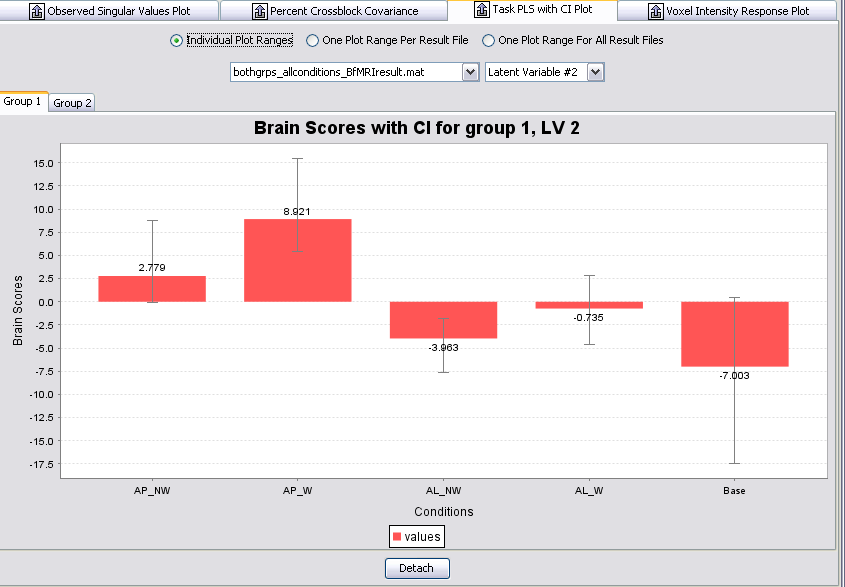 Observed Singular Values Plot Percent Crossblock Covariance Task PLS with CI Plot Voxel Intensity Response Plot
Individual Plot Ranges One Plot Range Per Result File One Plot Range For All Result Files
bothgrps_allconditions_BfMRIresult.mat Latent Variable #2
Group 1 Group 2
Brain Scores with CI for group 1, LV 2
15.0
12.5
10.0
7.5
5.0
2.5
0.0
-2.5
-5.0
-7.5
-10.0
-12.5
-15.0
-17.5
Brain Scores
2.779
8.921
-3.963
-0.735
-7.003
AP_NW AP_W AL_NW AL_W Base
Conditions
values
Detach